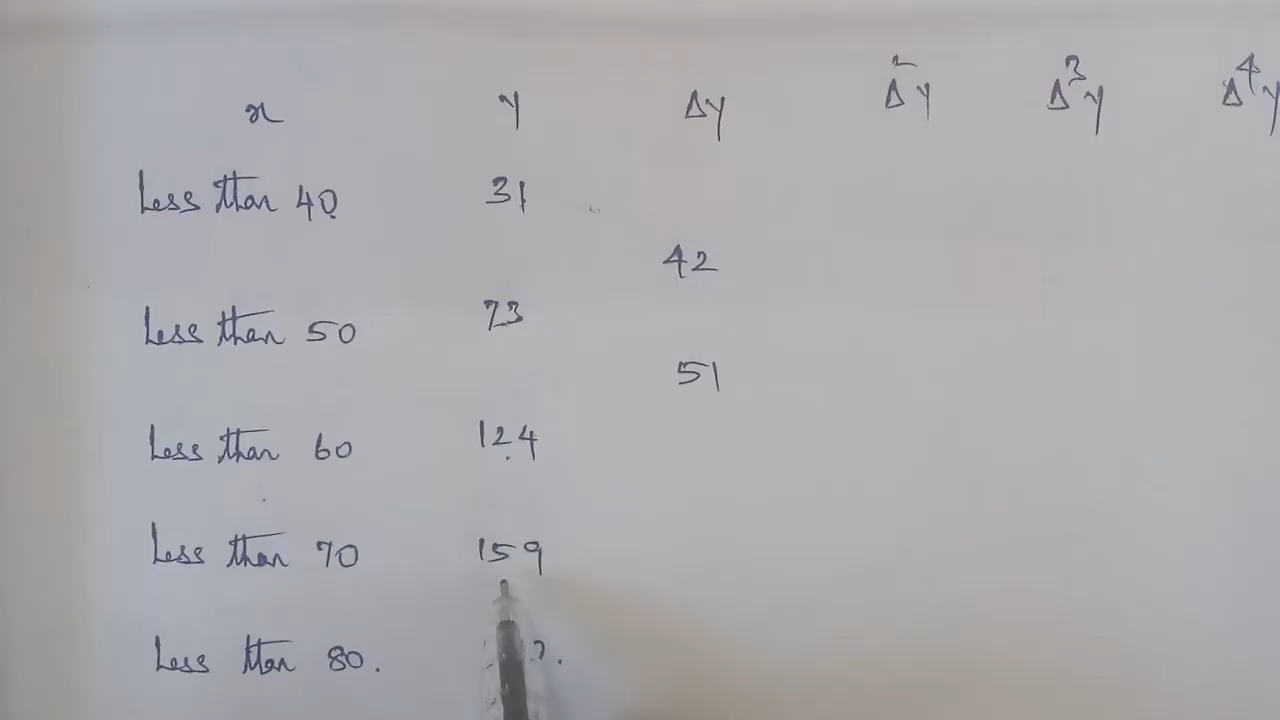 x y Δy Δ²y Δ³y Δ⁴y
Less than 40 31
42
Less than 50 73
51
Less than 60 124
Less than 70 159
Less than 80.